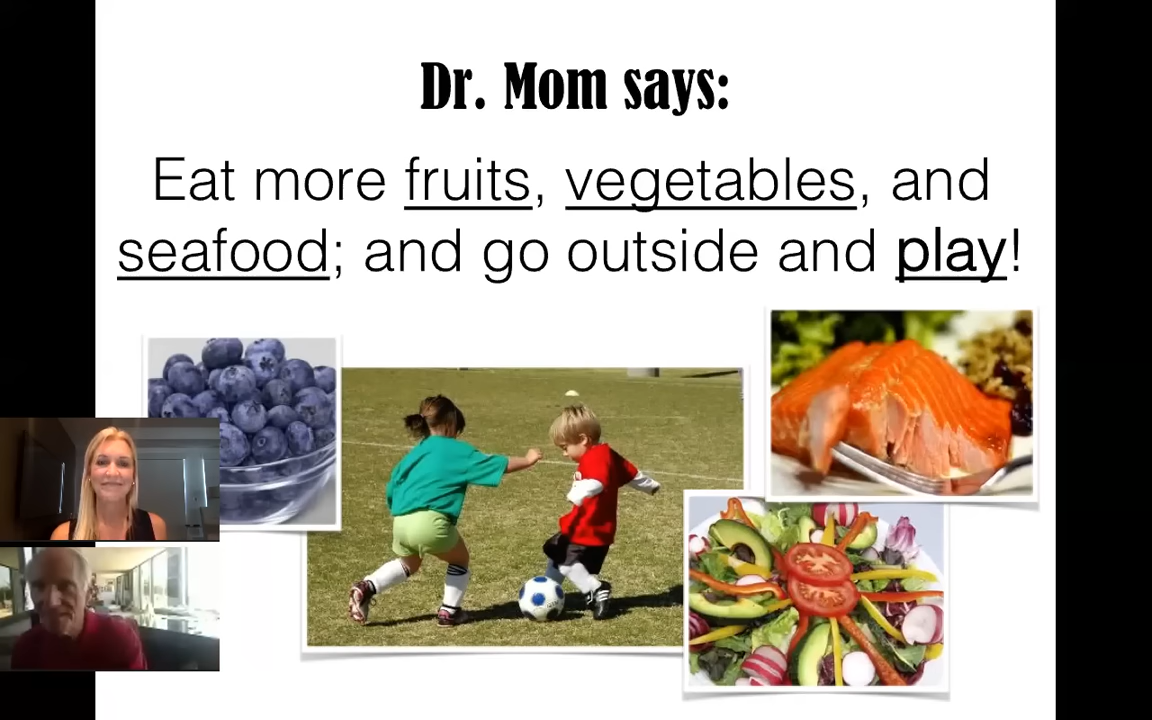 Dr. Mom says:
Eat more fruits, vegetables, and
seafood; and go outside and play!